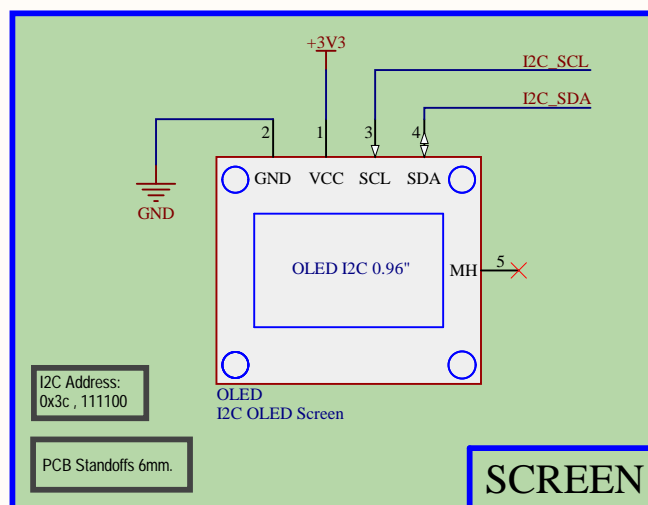 +3V3
I2C_SCL
I2C_SDA
2
1
3
4
GND
VCC
SCL
SDA
GND
OLED I2C 0.96"
MH
5
I2C Address:
0x3c , 111100
OLED
I2C OLED Screen
PCB Standoffs 6mm.
SCREEN